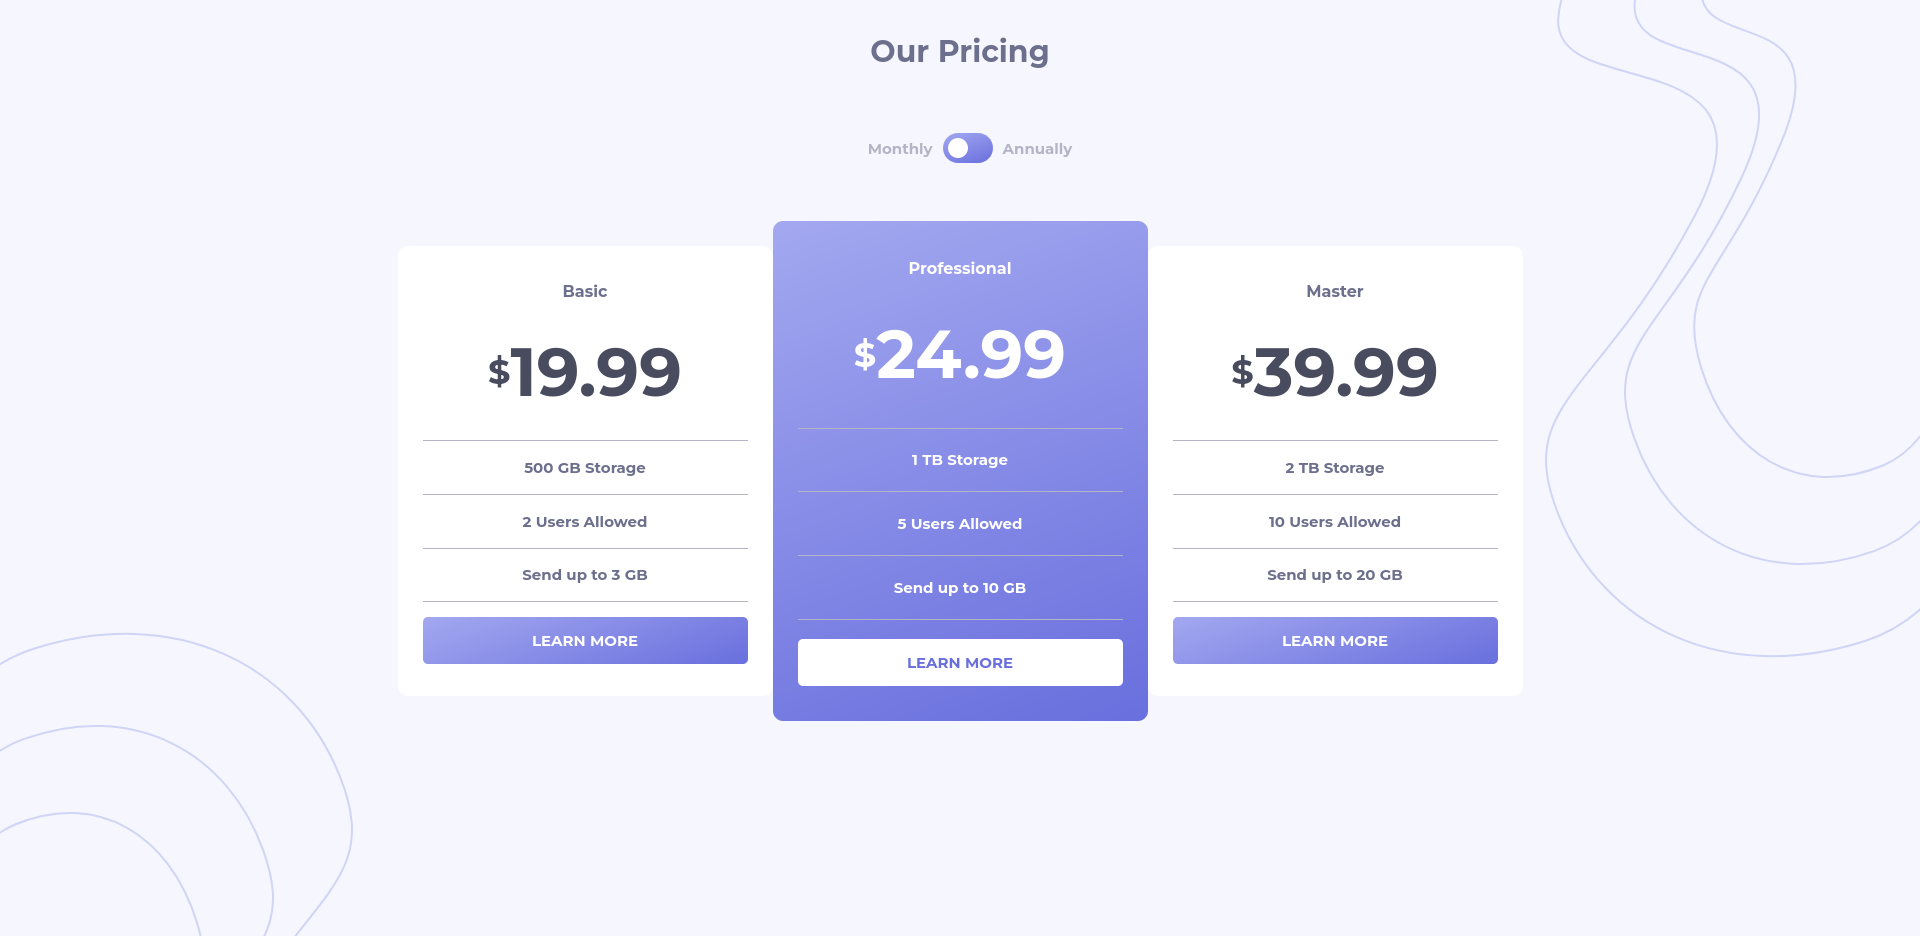 Our Pricing
Monthly Annually
Basic
$19.99
500 GB Storage
2 Users Allowed
Send up to 3 GB
LEARN MORE
Professional
$24.99
1 TB Storage
5 Users Allowed
Send up to 10 GB
LEARN MORE
Master
$39.99
2 TB Storage
10 Users Allowed
Send up to 20 GB
LEARN MORE